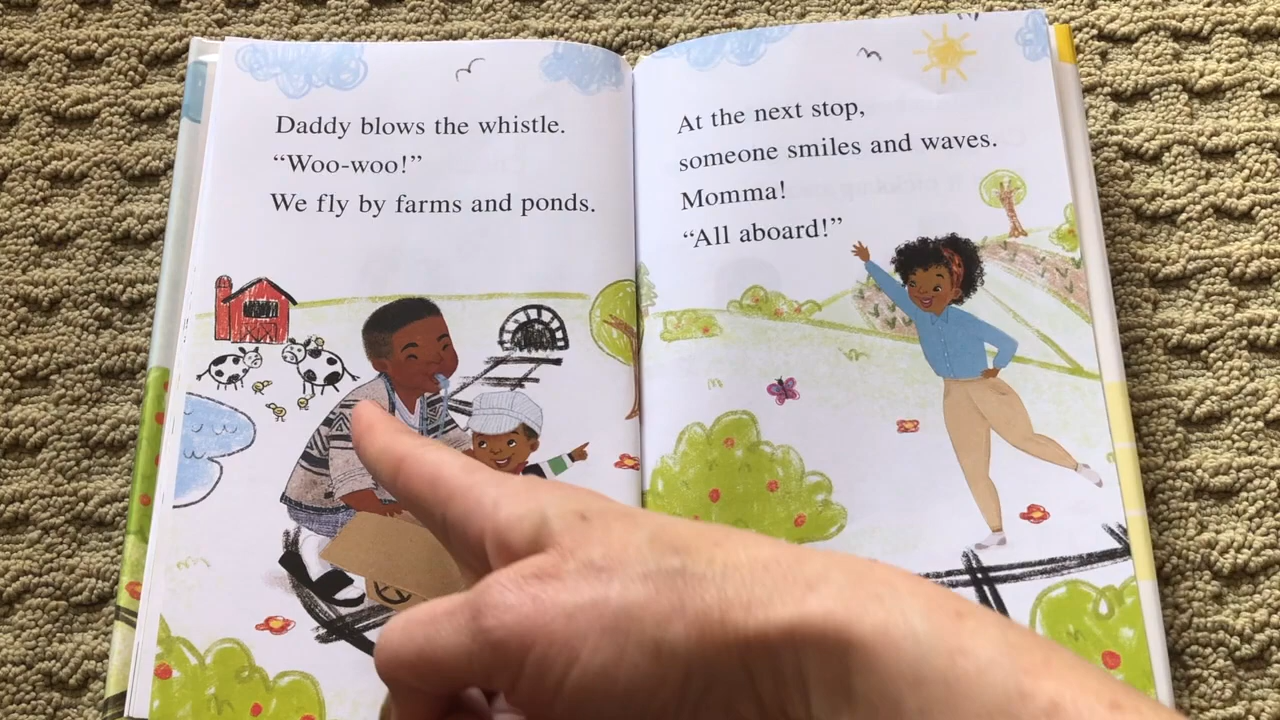 Daddy blows the whistle.
“Woo-woo!”
We fly by farms and ponds.
At the next stop,
someone smiles and waves.
Momma!
“All aboard!”